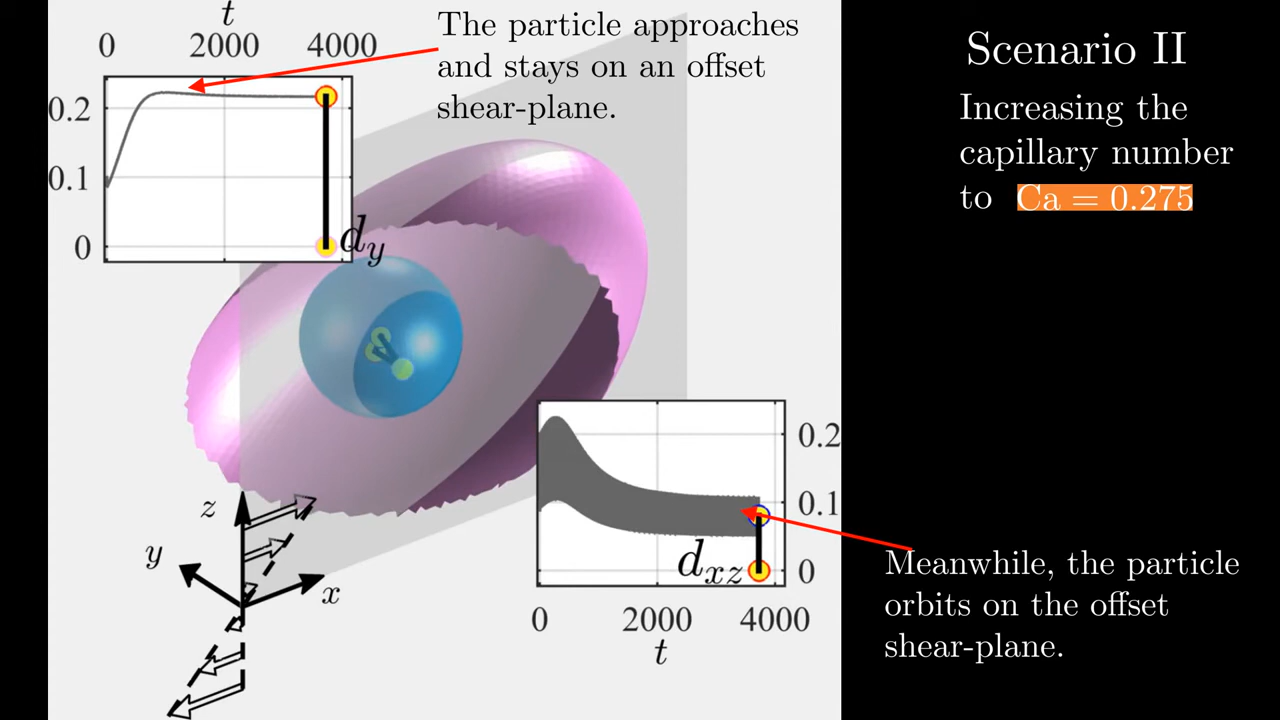 t
0 2000 4000
The particle approaches
and stays on an offset
shear-plane.
0.2
0.1
0
d_y
Scenario II
Increasing the
capillary number
to Ca = 0.275
z
y
x
0.2
0.1
0
d_{xz}
0 2000 4000
t
Meanwhile, the particle
orbits on the offset
shear-plane.